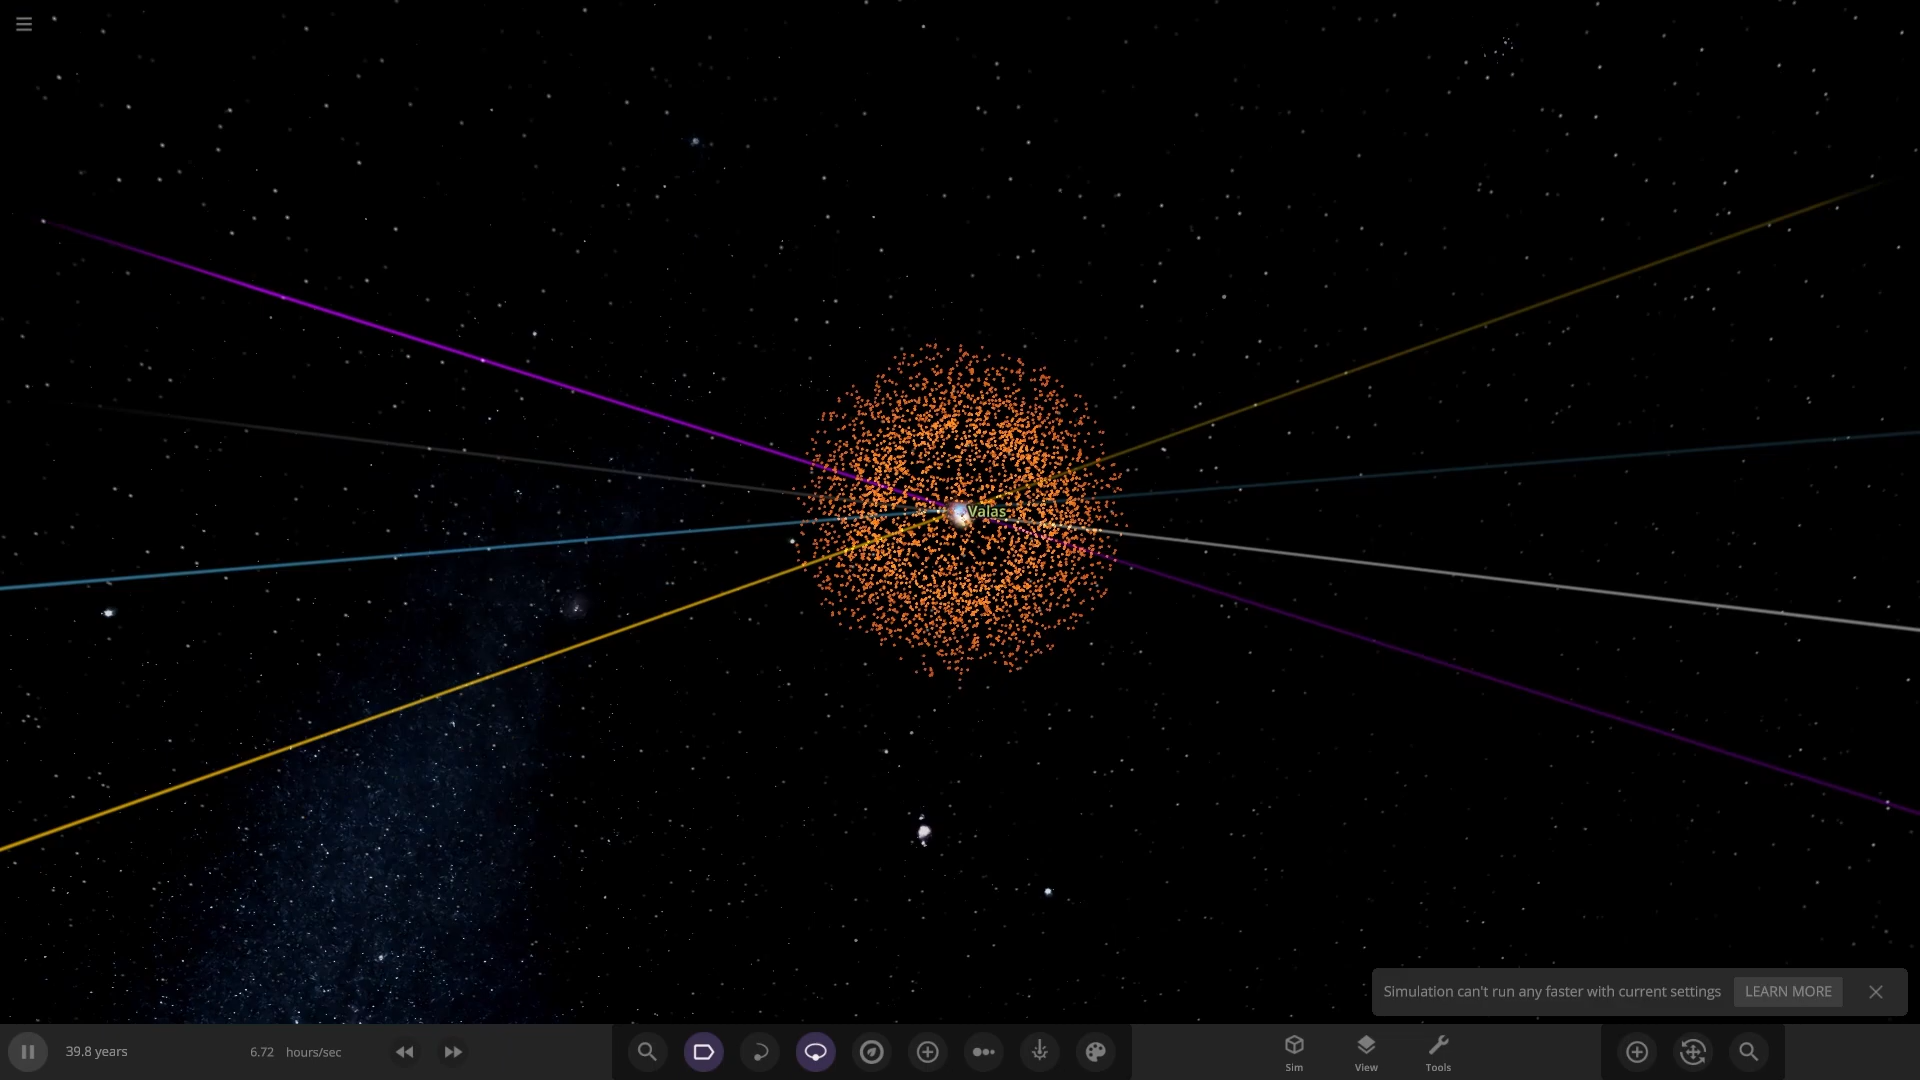 Valas
Simulation can't run any faster with current settings LEARN MORE
39.8 years 6.72 hours/sec
Sim View Tools